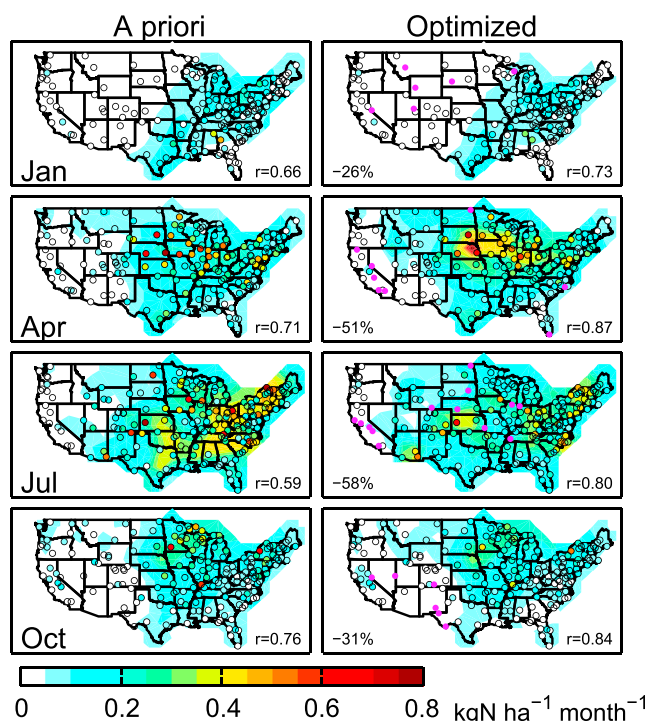 A priori Optimized
Jan r=0.66 −26% r=0.73
Apr r=0.71 −51% r=0.87
Jul r=0.59 −58% r=0.80
Oct r=0.76 −31% r=0.84
0 0.2 0.4 0.6 0.8 kgN ha⁻¹ month⁻¹